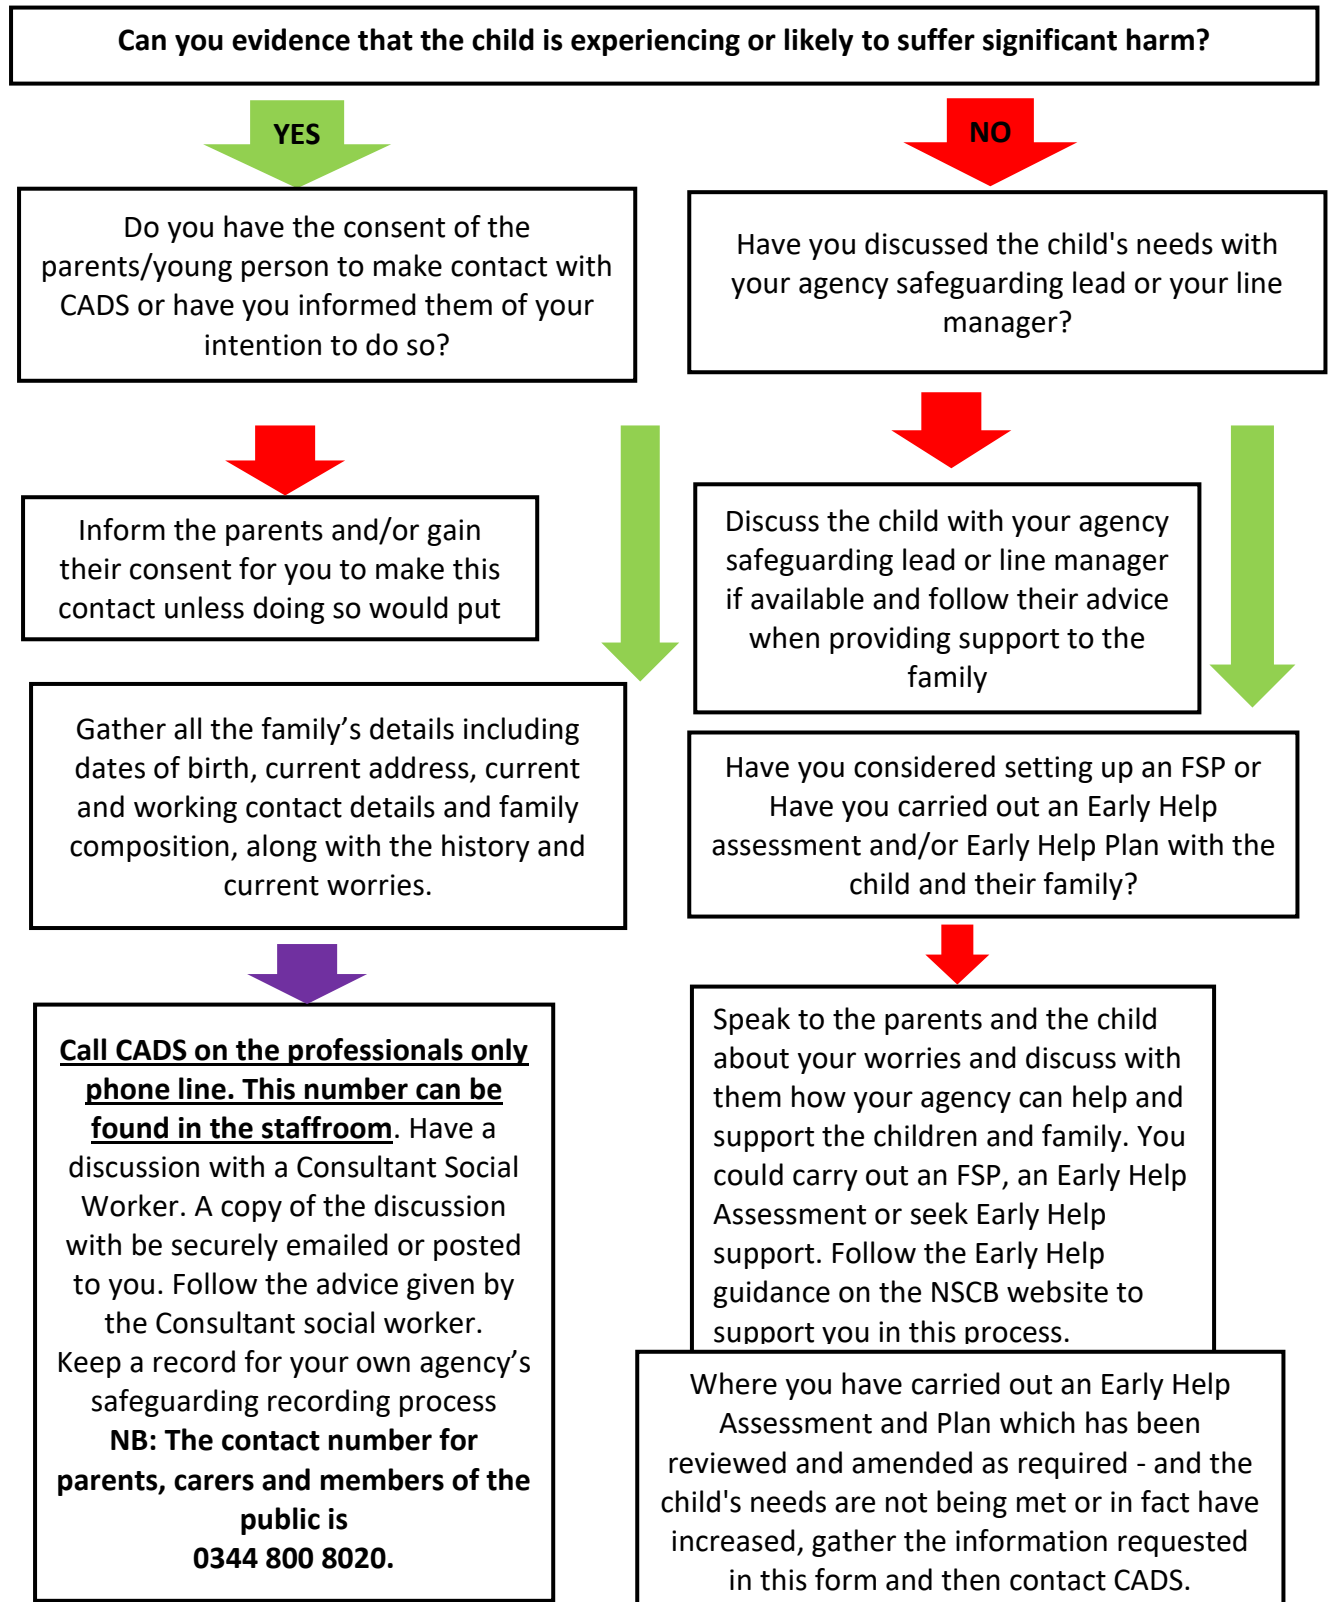 Can you evidence that the child is experiencing or likely to suffer significant harm?
YES
NO
Do you have the consent of the
parents/young person to make contact with
CADS or have you informed them of your
intention to do so?
Have you discussed the child's needs with
your agency safeguarding lead or your line
manager?
Inform the parents and/or gain
their consent for you to make this
contact unless doing so would put
Discuss the child with your agency
safeguarding lead or line manager
if available and follow their advice
when providing support to the
family
Gather all the family’s details including
dates of birth, current address, current
and working contact details and family
composition, along with the history and
current worries.
Have you considered setting up an FSP or
Have you carried out an Early Help
assessment and/or Early Help Plan with the
child and their family?
Call CADS on the professionals only
phone line. This number can be
found in the staffroom. Have a
discussion with a Consultant Social
Worker. A copy of the discussion
with be securely emailed or posted
to you. Follow the advice given by
the Consultant social worker.
Keep a record for your own agency’s
safeguarding recording process
NB: The contact number for
parents, carers and members of the
public is
0344 800 8020.
Speak to the parents and the child
about your worries and discuss with
them how your agency can help and
support the children and family. You
could carry out an FSP, an Early Help
Assessment or seek Early Help
support. Follow the Early Help
guidance on the NSCB website to
support you in this process.
Where you have carried out an Early Help
Assessment and Plan which has been
reviewed and amended as required - and the
child's needs are not being met or in fact have
increased, gather the information requested
in this form and then contact CADS.